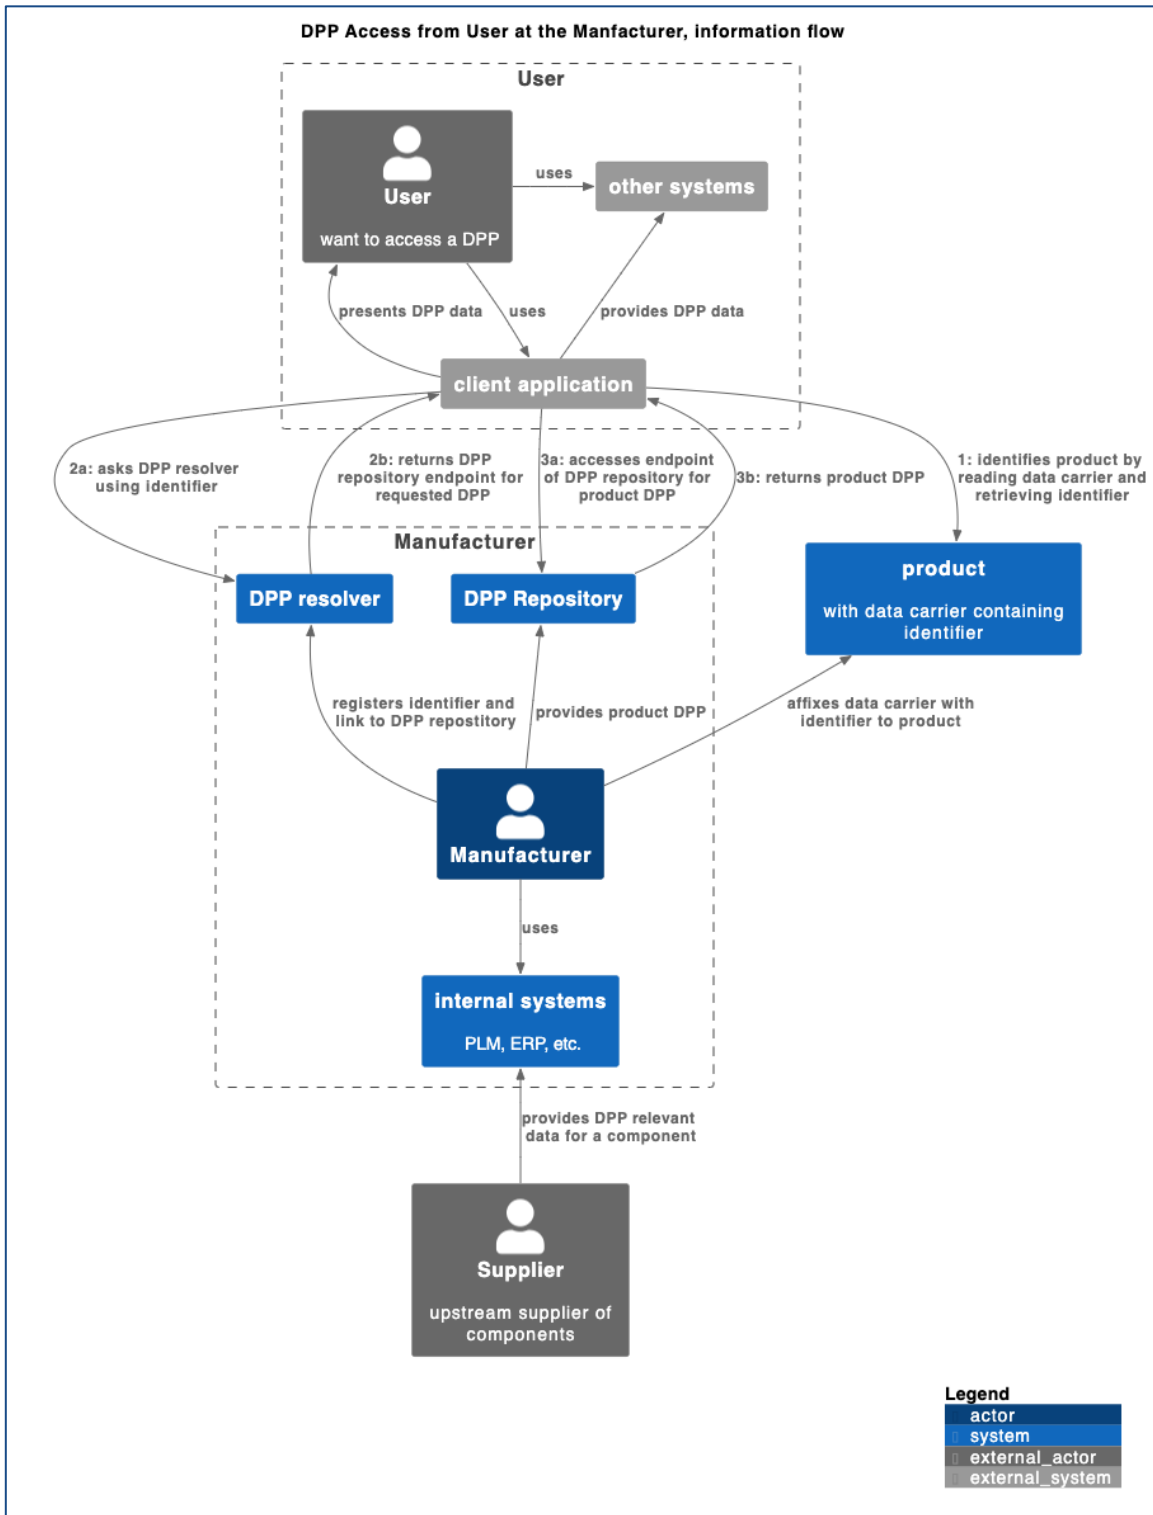 DPP Access from User at the Manfacturer, information flow
User
User
want to access a DPP
uses
other systems
presents DPP data
uses
provides DPP data
client application
2a: asks DPP resolver
using identifier
2b: returns DPP
repository endpoint for
requested DPP
3a: accesses endpoint
of DPP repository for
product DPP
3b: returns product DPP
1: identifies product by
reading data carrier and
retrieving identifier
Manufacturer
DPP resolver
DPP Repository
product
with data carrier containing
identifier
registers identifier and
link to DPP repostitory
provides product DPP
affixes data carrier with
identifier to product
Manufacturer
uses
internal systems
PLM, ERP, etc.
provides DPP relevant
data for a component
Supplier
upstream supplier of
components
Legend
actor
system
external_actor
external_system